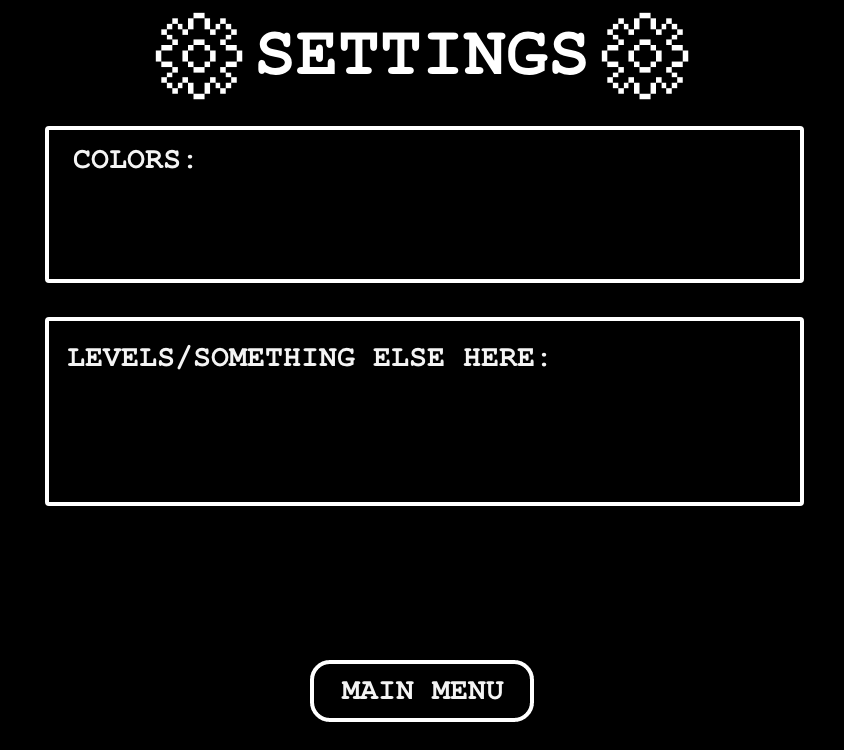 SETTINGS
COLORS:
LEVELS/SOMETHING ELSE HERE:
MAIN MENU